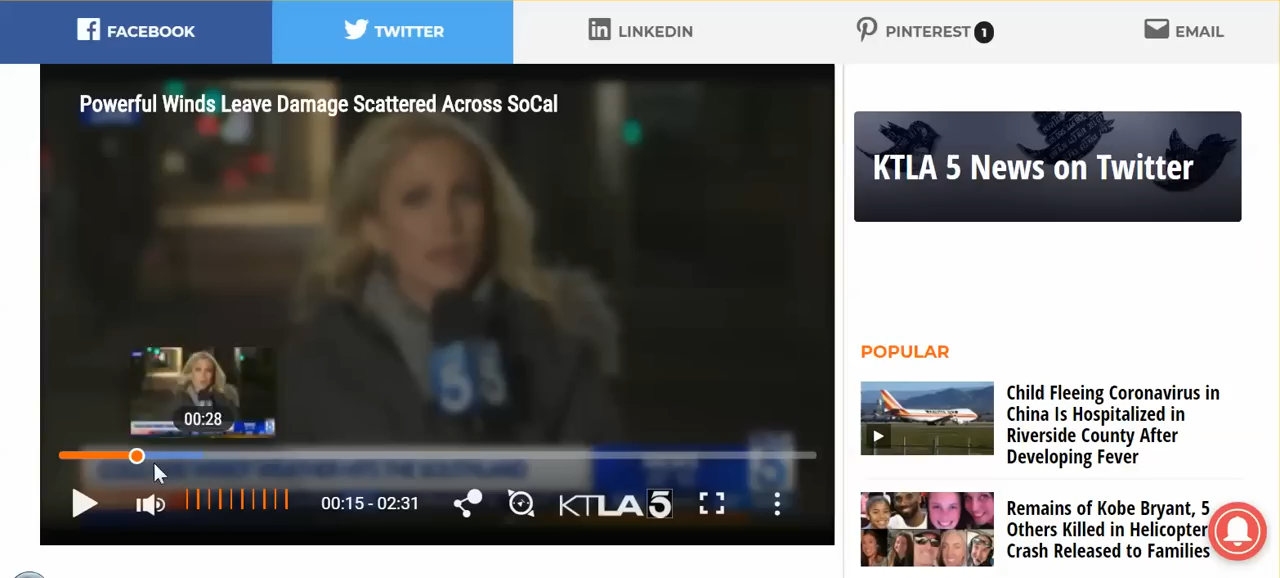 FACEBOOK
TWITTER
LINKEDIN
PINTEREST 1
EMAIL
Powerful Winds Leave Damage Scattered Across SoCal
00:28
00:15 - 02:31
KTLA 5
KTLA 5 News on Twitter
POPULAR
Child Fleeing Coronavirus in
China Is Hospitalized in
Riverside County After
Developing Fever
Remains of Kobe Bryant, 5
Others Killed in Helicopter
Crash Released to Families